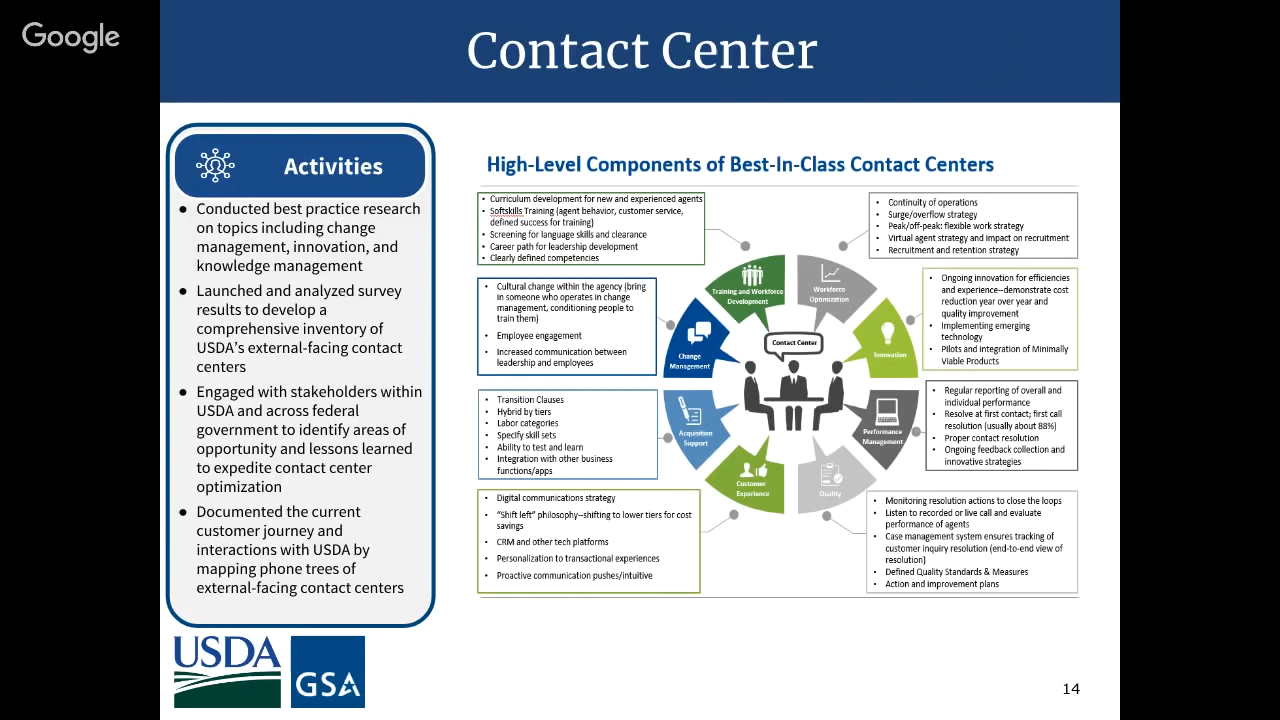 Google
Contact Center
Activities
● Conducted best practice research
on topics including change
management, innovation, and
knowledge management
● Launched and analyzed survey
results to develop a
comprehensive inventory of
USDA's external-facing contact
centers
● Engaged with stakeholders within
USDA and across federal
government to identify areas of
opportunity and lessons learned
to expedite contact center
optimization
● Documented the current
customer journey and
interactions with USDA by
mapping phone trees of
external-facing contact centers
High-Level Components of Best-In-Class Contact Centers
• Curriculum development for new and experienced agents
• Softskills Training (agent behavior, customer service,
defined success for training)
• Screening for language skills and clearance
• Career path for leadership development
• Clearly defined competencies
• Cultural change within the agency (bring
in someone who operates in change
management, conditioning people to
train them)
• Employee engagement
• Increased communication between
leadership and employees
• Transition Clauses
• Hybrid by tiers
• Labor categories
• Specify skill sets
• Ability to test and learn
• Integration with other business
functions/apps
• Digital communications strategy
• "Shift left" philosophy--shifting to lower tiers for cost
savings
• CRM and other tech platforms
• Personalization to transactional experiences
• Proactive communication pushes/intuitive
Training and Workforce
Development
Workforce
Optimization
Change
Management
Contact Center
Innovation
Acquisition
Support
Performance
Management
Customer
Experience
Quality
• Continuity of operations
• Surge/overflow strategy
• Peak/off-peak: flexible work strategy
• Virtual agent strategy and impact on recruitment
• Recruitment and retention strategy
• Ongoing innovation for efficiencies
and experience--demonstrate cost
reduction year over year and
quality improvement
• Implementing emerging
technology
• Pilots and integration of Minimally
Viable Products
• Regular reporting of overall and
individual performance
• Resolve at first contact; first call
resolution (usually about 88%)
• Proper contact resolution
• Ongoing feedback collection and
innovative strategies
• Monitoring resolution actions to close the loops
• Listen to recorded or live call and evaluate
performance of agents
• Case management system ensures tracking of
customer inquiry resolution (end-to-end view of
resolution)
• Defined Quality Standards & Measures
• Action and improvement plans
USDA
GSA
14